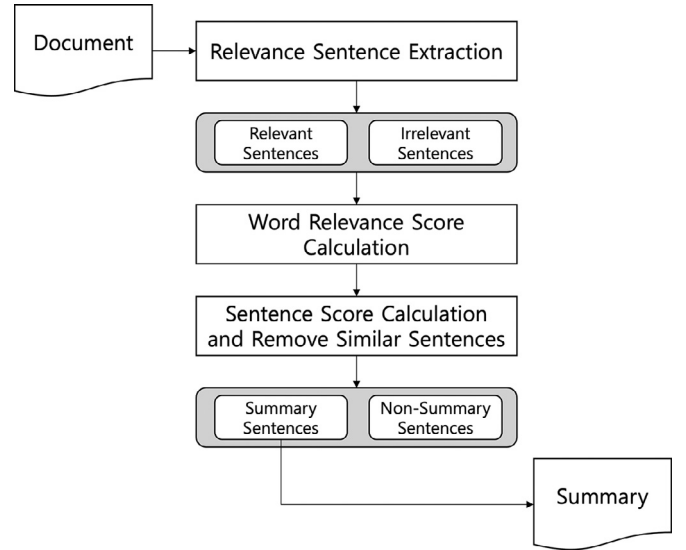 Document
Relevance Sentence Extraction
Relevant
Sentences
Irrelevant
Sentences
Word Relevance Score
Calculation
Sentence Score Calculation
and Remove Similar Sentences
Summary
Sentences
Non-Summary
Sentences
Summary